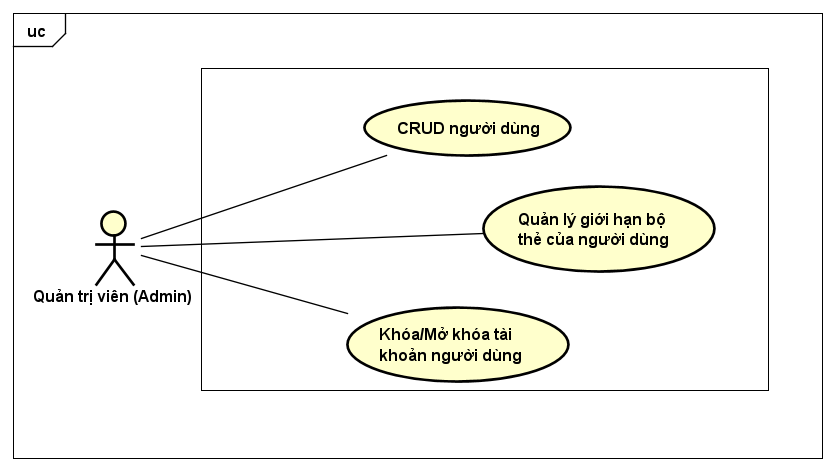 uc
CRUD người dùng
Quản lý giới hạn bộ
thẻ của người dùng
Quản trị viên (Admin)
Khóa/Mở khóa tài
khoản người dùng